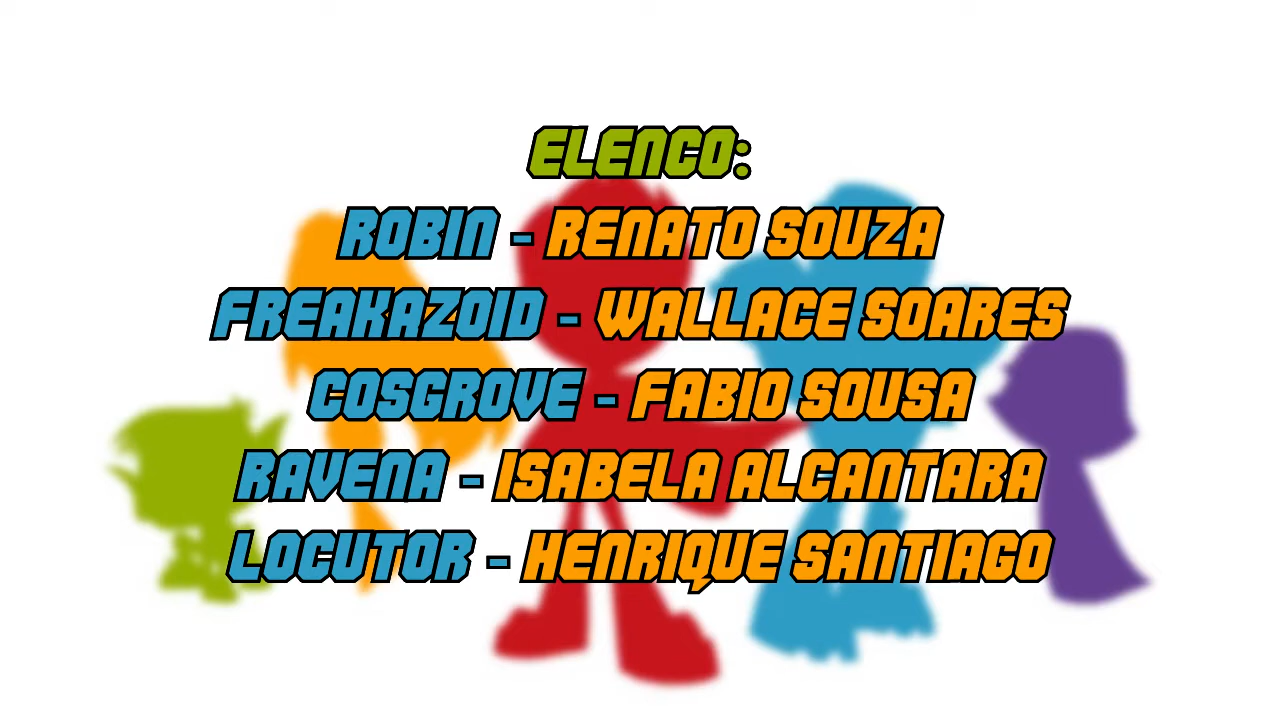 ELENCO:
ROBIN - RENATO SOUZA
FREAKAZOID - WALLACE SOARES
COSGROVE - FABIO SOUSA
RAVENA - ISABELA ALCANTARA
LOCUTOR - HENRIQUE SANTIAGO